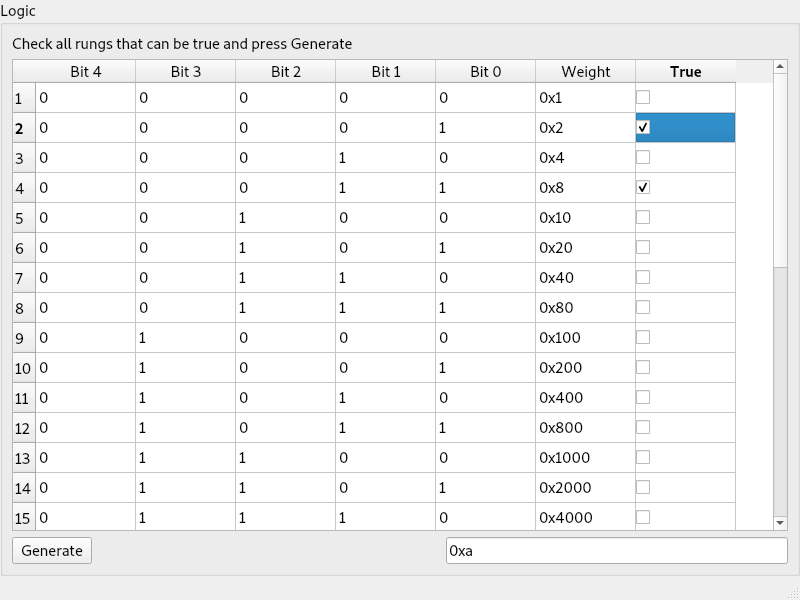 Logic
Check all rungs that can be true and press Generate
Bit 4 Bit 3 Bit 2 Bit 1 Bit 0 Weight True
1 0 0 0 0 0 0x1
2 0 0 0 0 1 0x2
3 0 0 0 1 0 0x4
4 0 0 0 1 1 0x8
5 0 0 1 0 0 0x10
6 0 0 1 0 1 0x20
7 0 0 1 1 0 0x40
8 0 0 1 1 1 0x80
9 0 1 0 0 0 0x100
10 0 1 0 0 1 0x200
11 0 1 0 1 0 0x400
12 0 1 0 1 1 0x800
13 0 1 1 0 0 0x1000
14 0 1 1 0 1 0x2000
15 0 1 1 1 0 0x4000
Generate 0xa